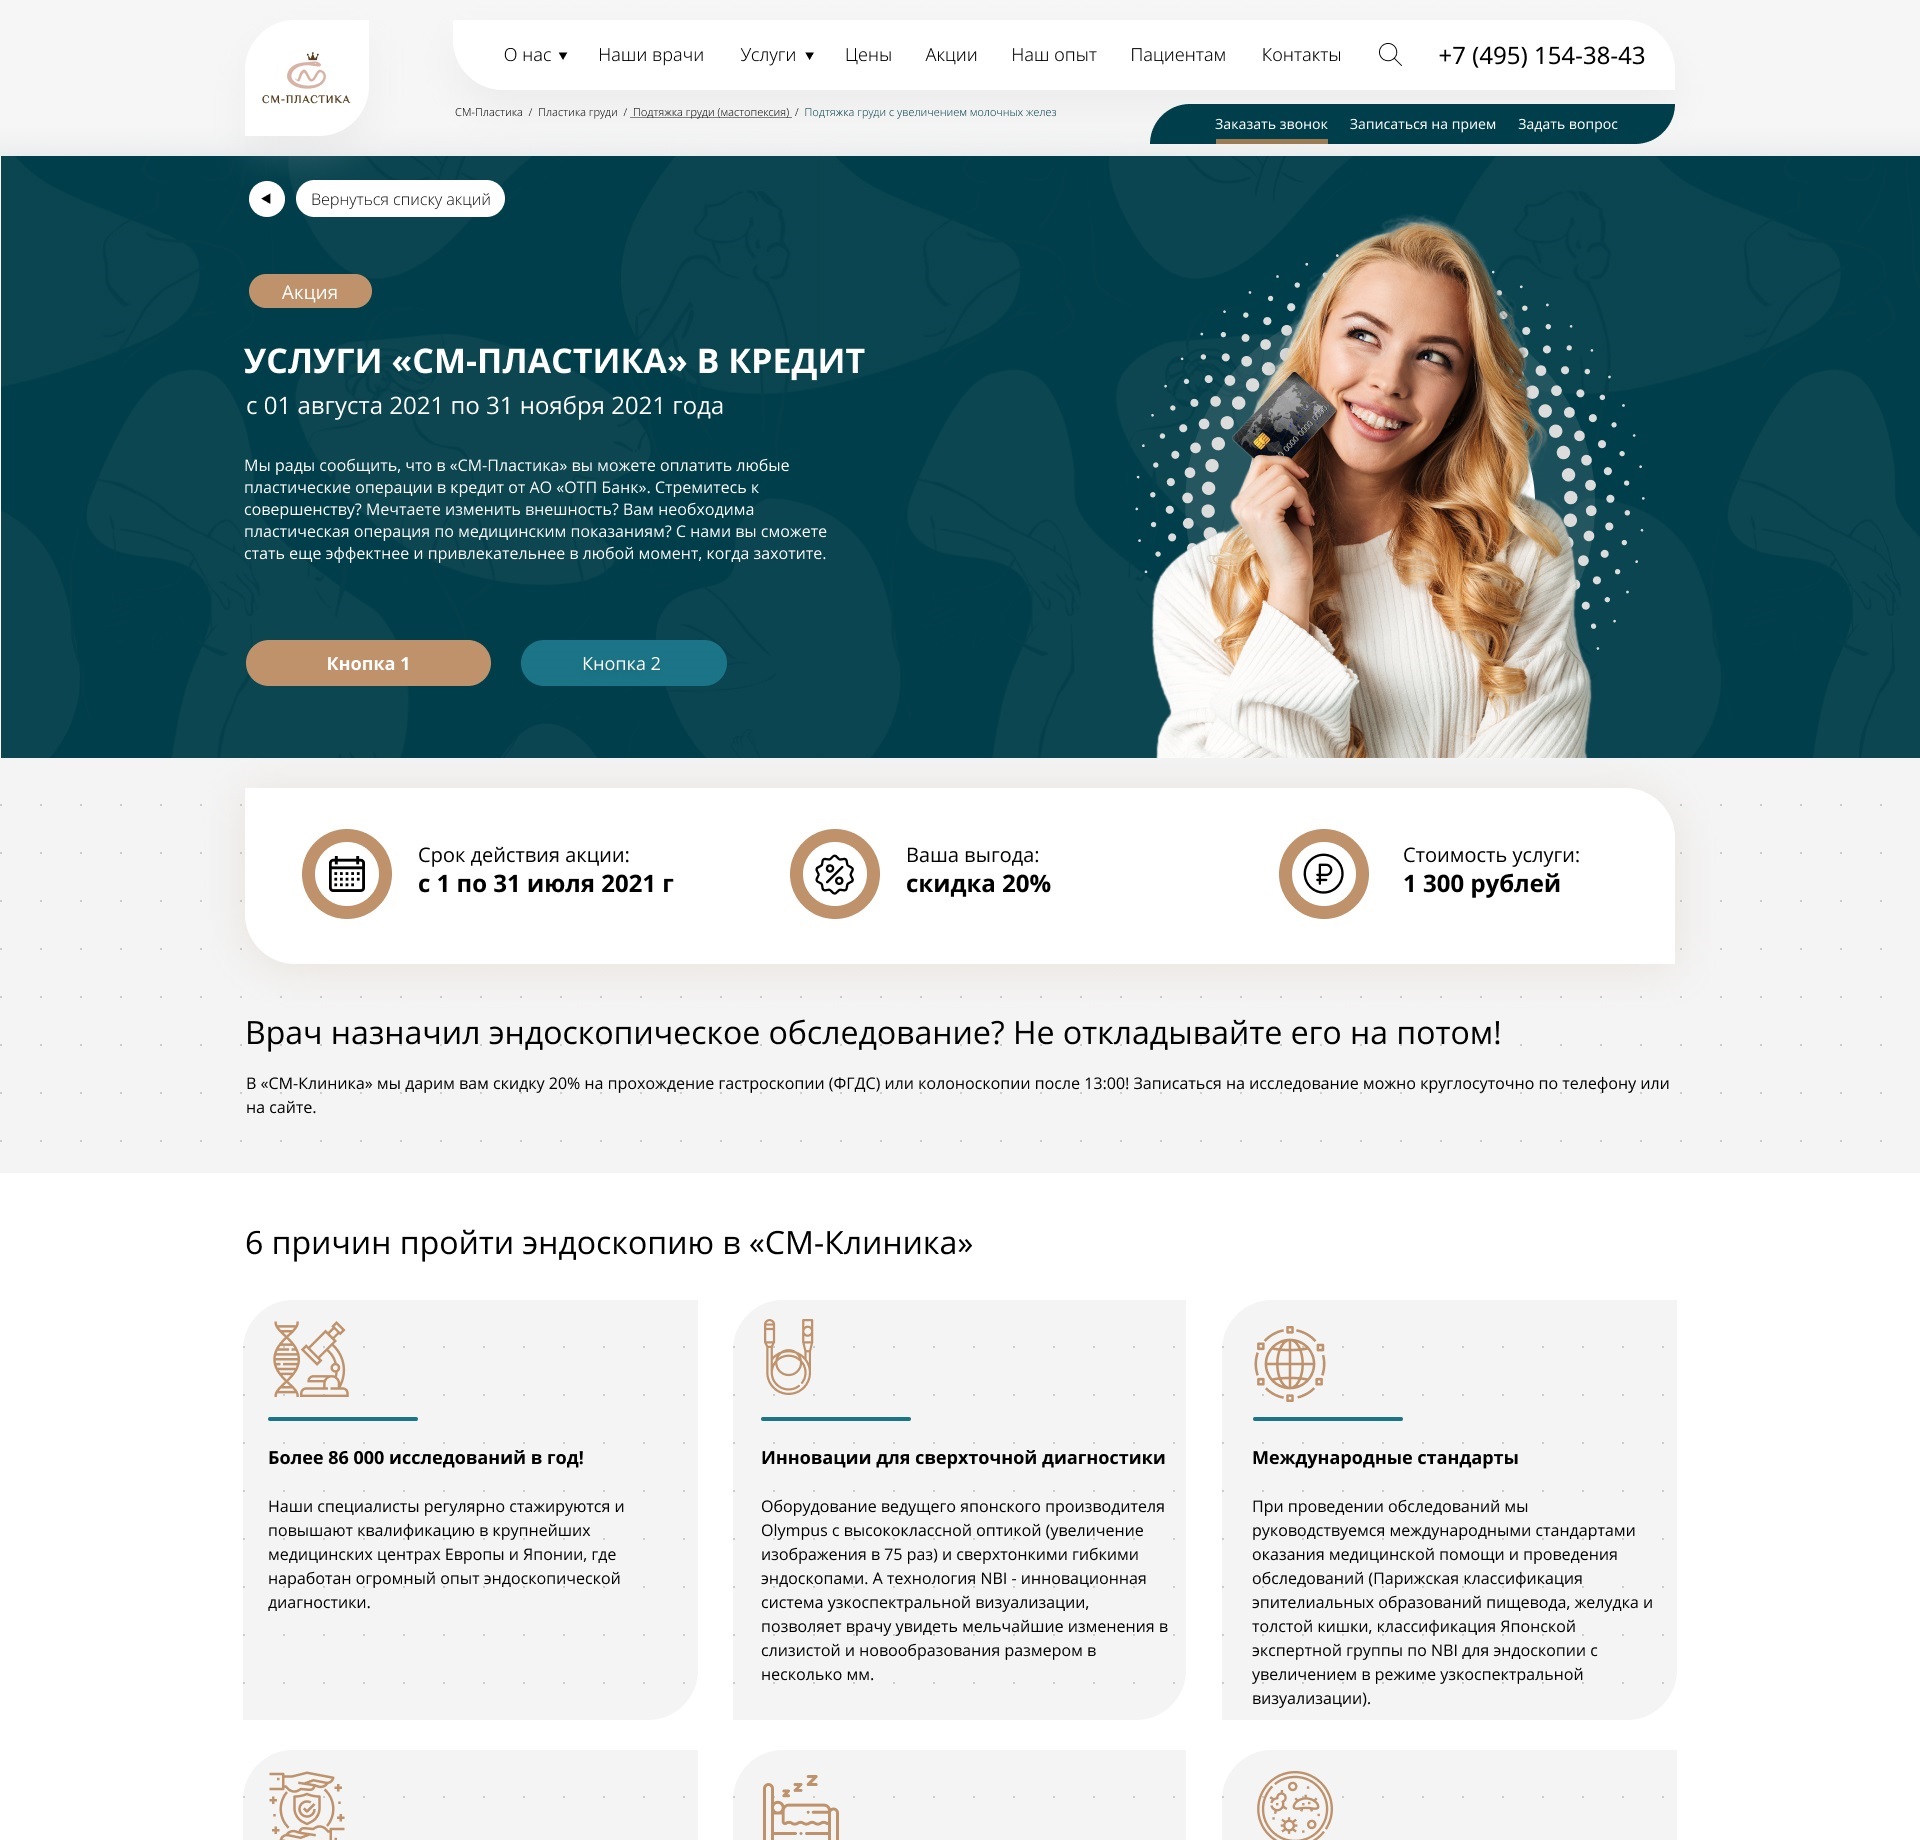 СМ-ПЛАСТИКА
О нас ▼ Наши врачи Услуги ▼ Цены Акции Наш опыт Пациентам Контакты +7 (495) 154-38-43
СМ-Пластика / Пластика груди / Подтяжка груди (мастопексия) / Подтяжка груди с увеличением молочных желез
Заказать звонок Записаться на прием Задать вопрос
Вернуться списку акций
Акция
УСЛУГИ «СМ-ПЛАСТИКА» В КРЕДИТ
с 01 августа 2021 по 31 ноября 2021 года
Мы рады сообщить, что в «СМ-Пластика» вы можете оплатить любые
пластические операции в кредит от АО «ОТП Банк». Стремитесь к
совершенству? Мечтаете изменить внешность? Вам необходима
пластическая операция по медицинским показаниям? С нами вы сможете
стать еще эффектнее и привлекательнее в любой момент, когда захотите.
Кнопка 1
Кнопка 2
Срок действия акции:
с 1 по 31 июля 2021 г
Ваша выгода:
скидка 20%
Стоимость услуги:
1 300 рублей
Врач назначил эндоскопическое обследование? Не откладывайте его на потом!
В «СМ-Клиника» мы дарим вам скидку 20% на прохождение гастроскопии (ФГДС) или колоноскопии после 13:00! Записаться на исследование можно круглосуточно по телефону или
на сайте.
6 причин пройти эндоскопию в «СМ-Клиника»
Более 86 000 исследований в год!
Наши специалисты регулярно стажируются и
повышают квалификацию в крупнейших
медицинских центрах Европы и Японии, где
наработан огромный опыт эндоскопической
диагностики.
Инновации для сверхточной диагностики
Оборудование ведущего японского производителя
Olympus с высококлассной оптикой (увеличение
изображения в 75 раз) и сверхтонкими гибкими
эндоскопами. А технология NBI - инновационная
система узкоспектральной визуализации,
позволяет врачу увидеть мельчайшие изменения в
слизистой и новообразования размером в
несколько мм.
Международные стандарты
При проведении обследований мы
руководствуемся международными стандартами
оказания медицинской помощи и проведения
обследований (Парижская классификация
эпителиальных образований пищевода, желудка и
толстой кишки, классификация Японской
экспертной группы по NBI для эндоскопии с
увеличением в режиме узкоспектральной
визуализации).
z z z